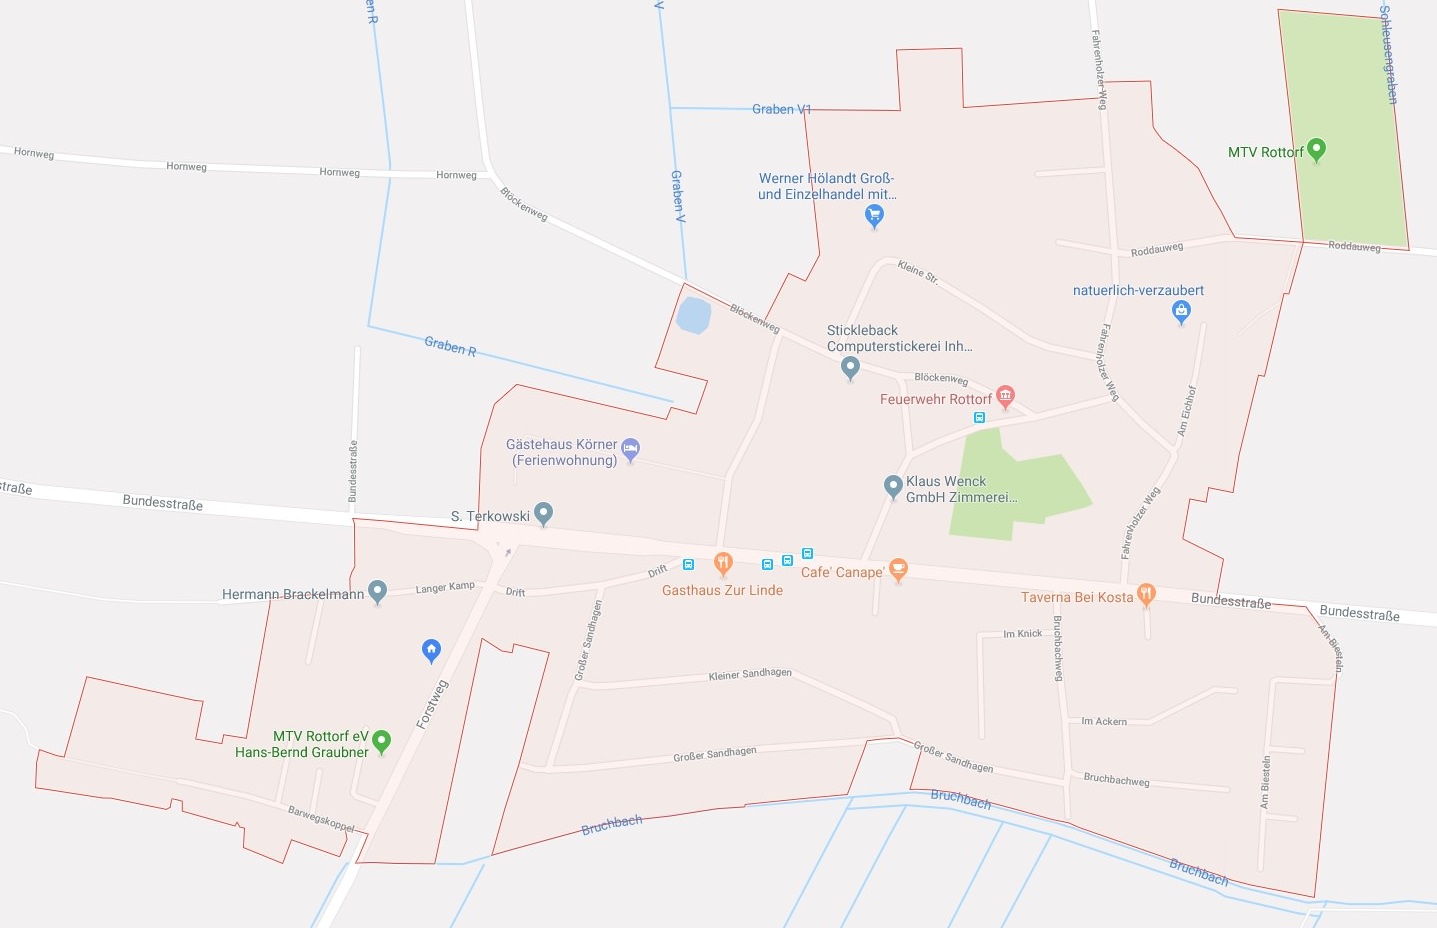 en R
V
Schleusengraben
Fahrenholzer Weg
Graben V1
Hornweg
Hornweg
Hornweg
Hornweg
MTV Rottorf
Werner Hölandt Groß-
und Einzelhandel mit...
Graben V
Blöckenweg
Roddauweg
Roddauweg
Kleine Str.
natuerlich-verzaubert
Blöckenweg
Stickleback
Computerstickerei Inh...
Graben R
Fahrenholzer Weg
Blöckenweg
Feuerwehr Rottorf
Am Eichhof
Gästehaus Körner
(Ferienwohnung)
Bundesstraße
Klaus Wenck
GmbH Zimmerei...
straße
Bundesstraße
S. Terkowski
Fahrenholzer Weg
Drift
Cafe' Canape'
Langer Kamp
Drift
Hermann Brackelmann
Gasthaus Zur Linde
Taverna Bei Kosta
Bundesstraße
Bundesstraße
Großer Sandhagen
Im Knick
Bruchbachweg
Am Biesteln
Kleiner Sandhagen
Forstweg
Im Ackern
MTV Rottorf eV
Hans-Bernd Graubner
Großer Sandhagen
Großer Sandhagen
Bruchbachweg
Am Biesteln
Barwegskoppel
Bruchbach
Bruchbach
Bruchbach